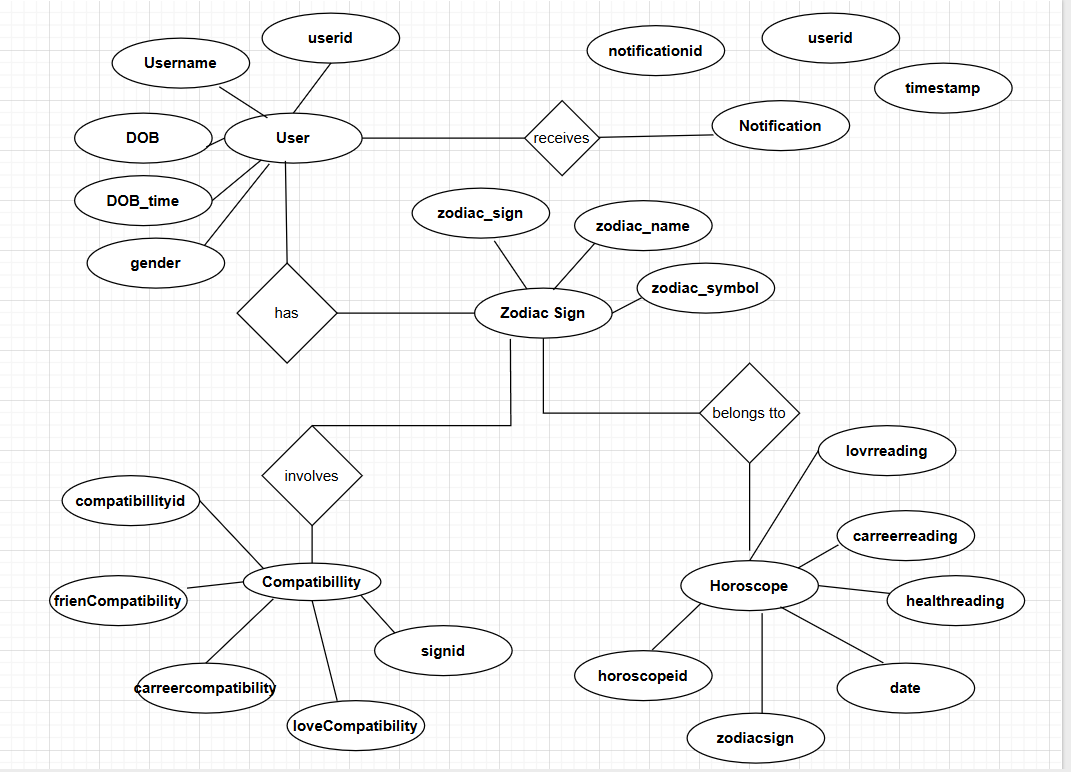 userid
Username
notificationid
userid
timestamp
DOB
User
receives
Notification
DOB_time
zodiac_sign
zodiac_name
gender
zodiac_symbol
has
Zodiac Sign
belongs tto
lovrreading
involves
compatibillityid
carreerreading
Compatibillity
Horoscope
frienCompatibility
healthreading
signid
horoscopeid
carreercompatibility
date
loveCompatibility
zodiacsign